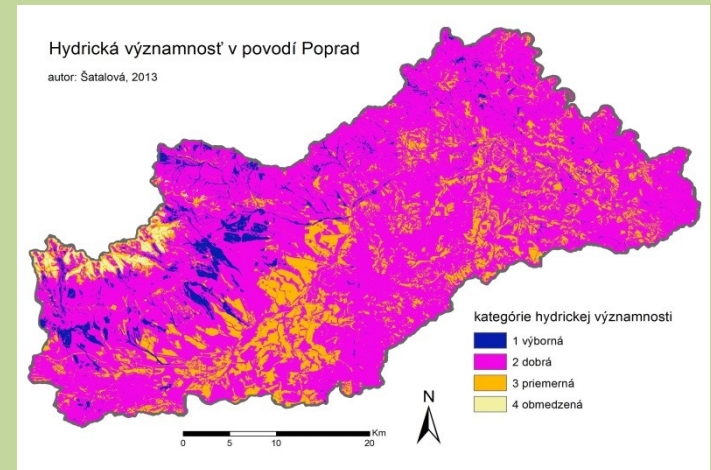 Hydrická významnosť v povodí Poprad
autor: Šatalová, 2013
kategórie hydrickej významnosti
1 výborná
2 dobrá
3 priemerná
4 obmedzená
N
Km
0 5 10 20